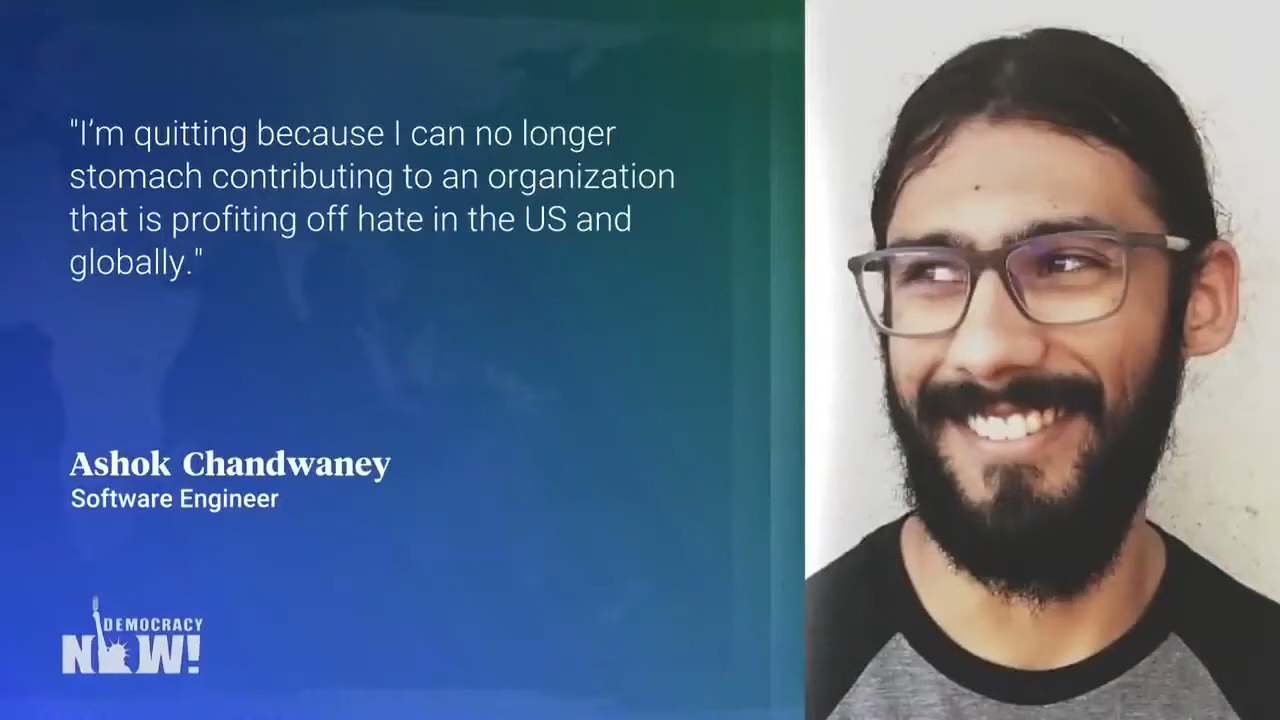 "I’m quitting because I can no longer
stomach contributing to an organization
that is profiting off hate in the US and
globally."
Ashok Chandwaney
Software Engineer
DEMOCRACY
NOW!